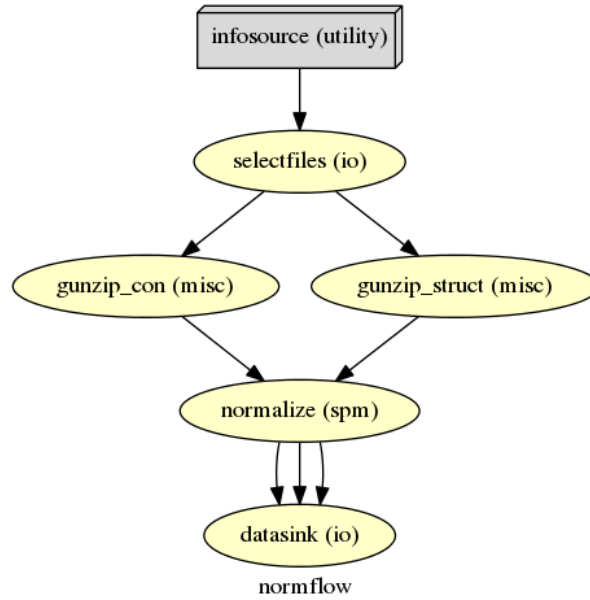 infosource (utility)
selectfiles (io)
gunzip_con (misc)
gunzip_struct (misc)
normalize (spm)
datasink (io)
normflow